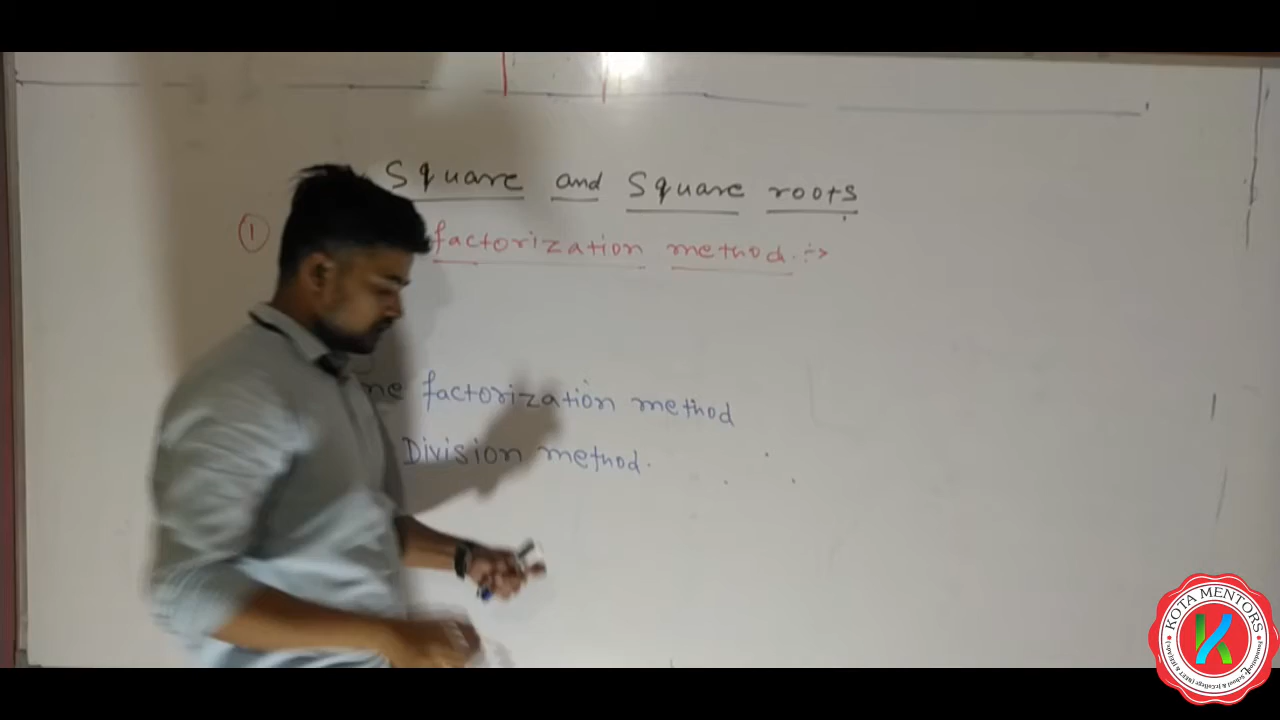 Square and Square roots
1 factorization method :->
factorization method
Division method.
KOTA MENTORS